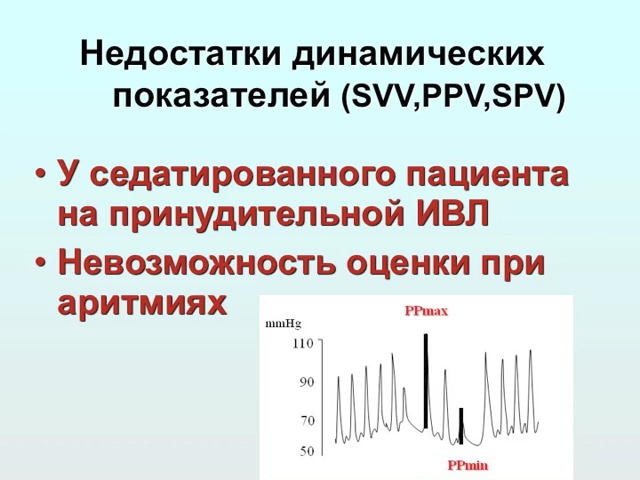 Недостатки динамических
показателей (SVV,PPV,SPV)
• У седатированного пациента
на принудительной ИВЛ
• Невозможность оценки при
аритмиях
PPmax
mmHg
110
90
70
50
PPmin